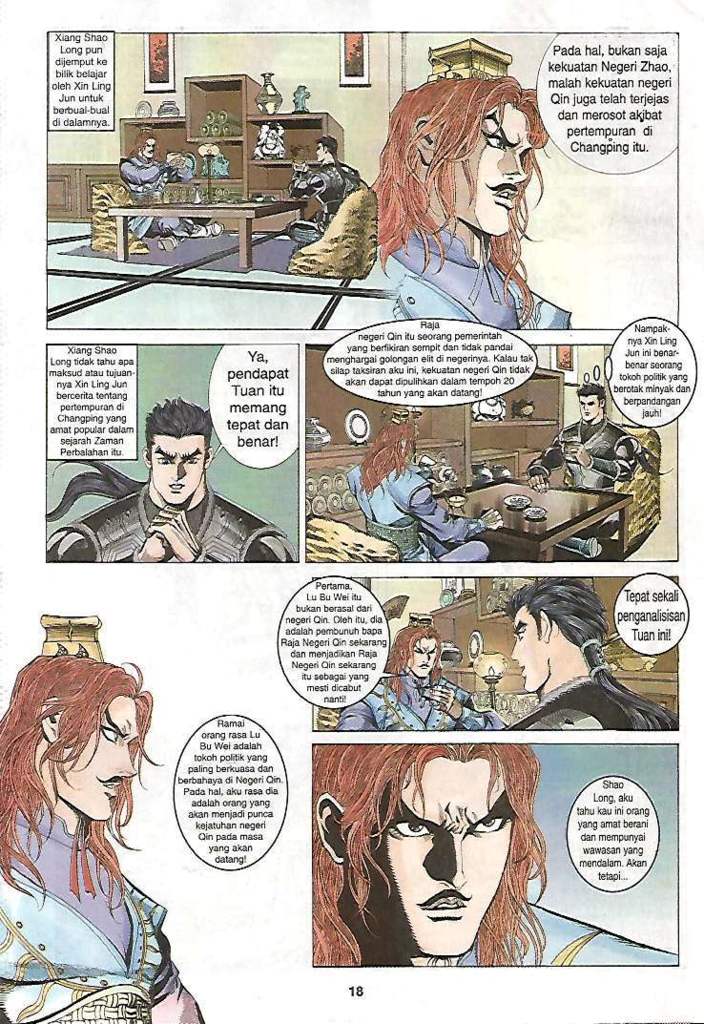 Xiang Shao
Long pun
dijemput ke
bilik belajar
oleh Xin Ling
Jun untuk
berbual-bual
di dalamnya.
Pada hal, bukan saja
kekuatan Negeri Zhao,
malah kekuatan negeri
Qin juga telah terjejas
dan merosot akibat
pertempuran di
Changping itu.
Xiang Shao
Long tidak tahu apa
maksud atau tujuan-
nya Xin Ling Jun
bercerita tentang
pertempuran di
Changping yang
amat popular dalam
sejarah Zaman
Perbalahan itu.
Ya,
pendapat
Tuan itu
memang
tepat dan
benar!
Raja
negeri Qin itu seorang pemerintah
yang berfikiran sempit dan tidak pandai
menghargai golongan elit di negerinya. Kalau tak
silap taksiran aku ini, kekuatan negeri Qin tidak
akan dapat dipulihkan dalam tempoh 20
tahun yang akan datang!
Nampak-
nya Xin Ling
Jun ini benar-
benar seorang
tokoh politik yang
berotak minyak dan
berpandangan
jauh!
Pertama,
Lu Bu Wei itu
bukan berasal dari
negeri Qin. Oleh itu, dia
adalah pembunuh bapa
Raja Negeri Qin sekarang
dan menjadikan Raja
Negeri Qin sekarang
itu sebagai yang
mesti dicabut
nanti!
Tepat sekali
penganalisisan
Tuan ini!
Ramai
orang rasa Lu
Bu Wei adalah
tokoh politik yang
paling berkuasa dan
berbahaya di Negeri Qin.
Pada hal, aku rasa dia
adalah orang yang
akan menjadi punca
kejatuhan negeri
Qin pada masa
yang akan
datang!
Shao
Long, aku
tahu kau ini orang
yang amat berani
dan mempunyai
wawasan yang
mendalam. Akan
tetapi...
18